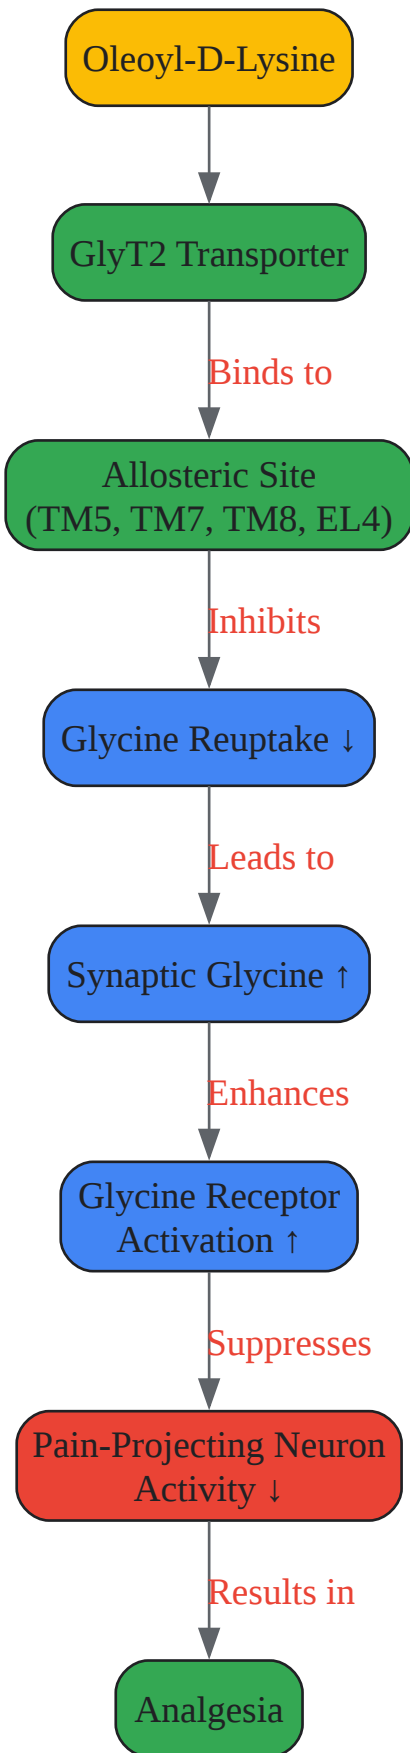 Oleoyl-D-Lysine
GlyT2 Transporter
Binds to
Allosteric Site
(TM5, TM7, TM8, EL4)
Inhibits
Glycine Reuptake ↓
Leads to
Synaptic Glycine ↑
Enhances
Glycine Receptor
Activation ↑
Suppresses
Pain-Projecting Neuron
Activity ↓
Results in
Analgesia